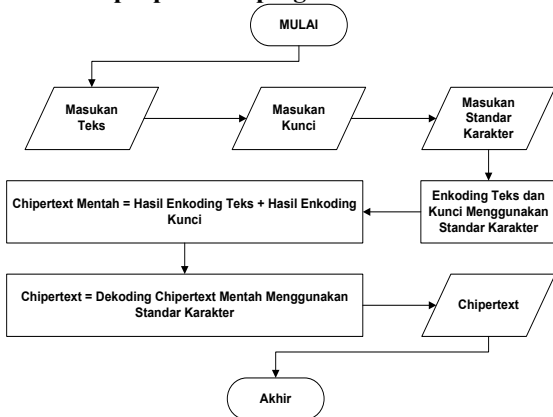 MULAI
Masukan
Teks
Masukan
Kunci
Masukan
Standar
Karakter
Enkoding Teks dan
Kunci Menggunakan
Standar Karakter
Chipertext Mentah = Hasil Enkoding Teks + Hasil Enkoding
Kunci
Chipertext = Dekoding Chipertext Mentah Menggunakan
Standar Karakter
Chipertext
Akhir